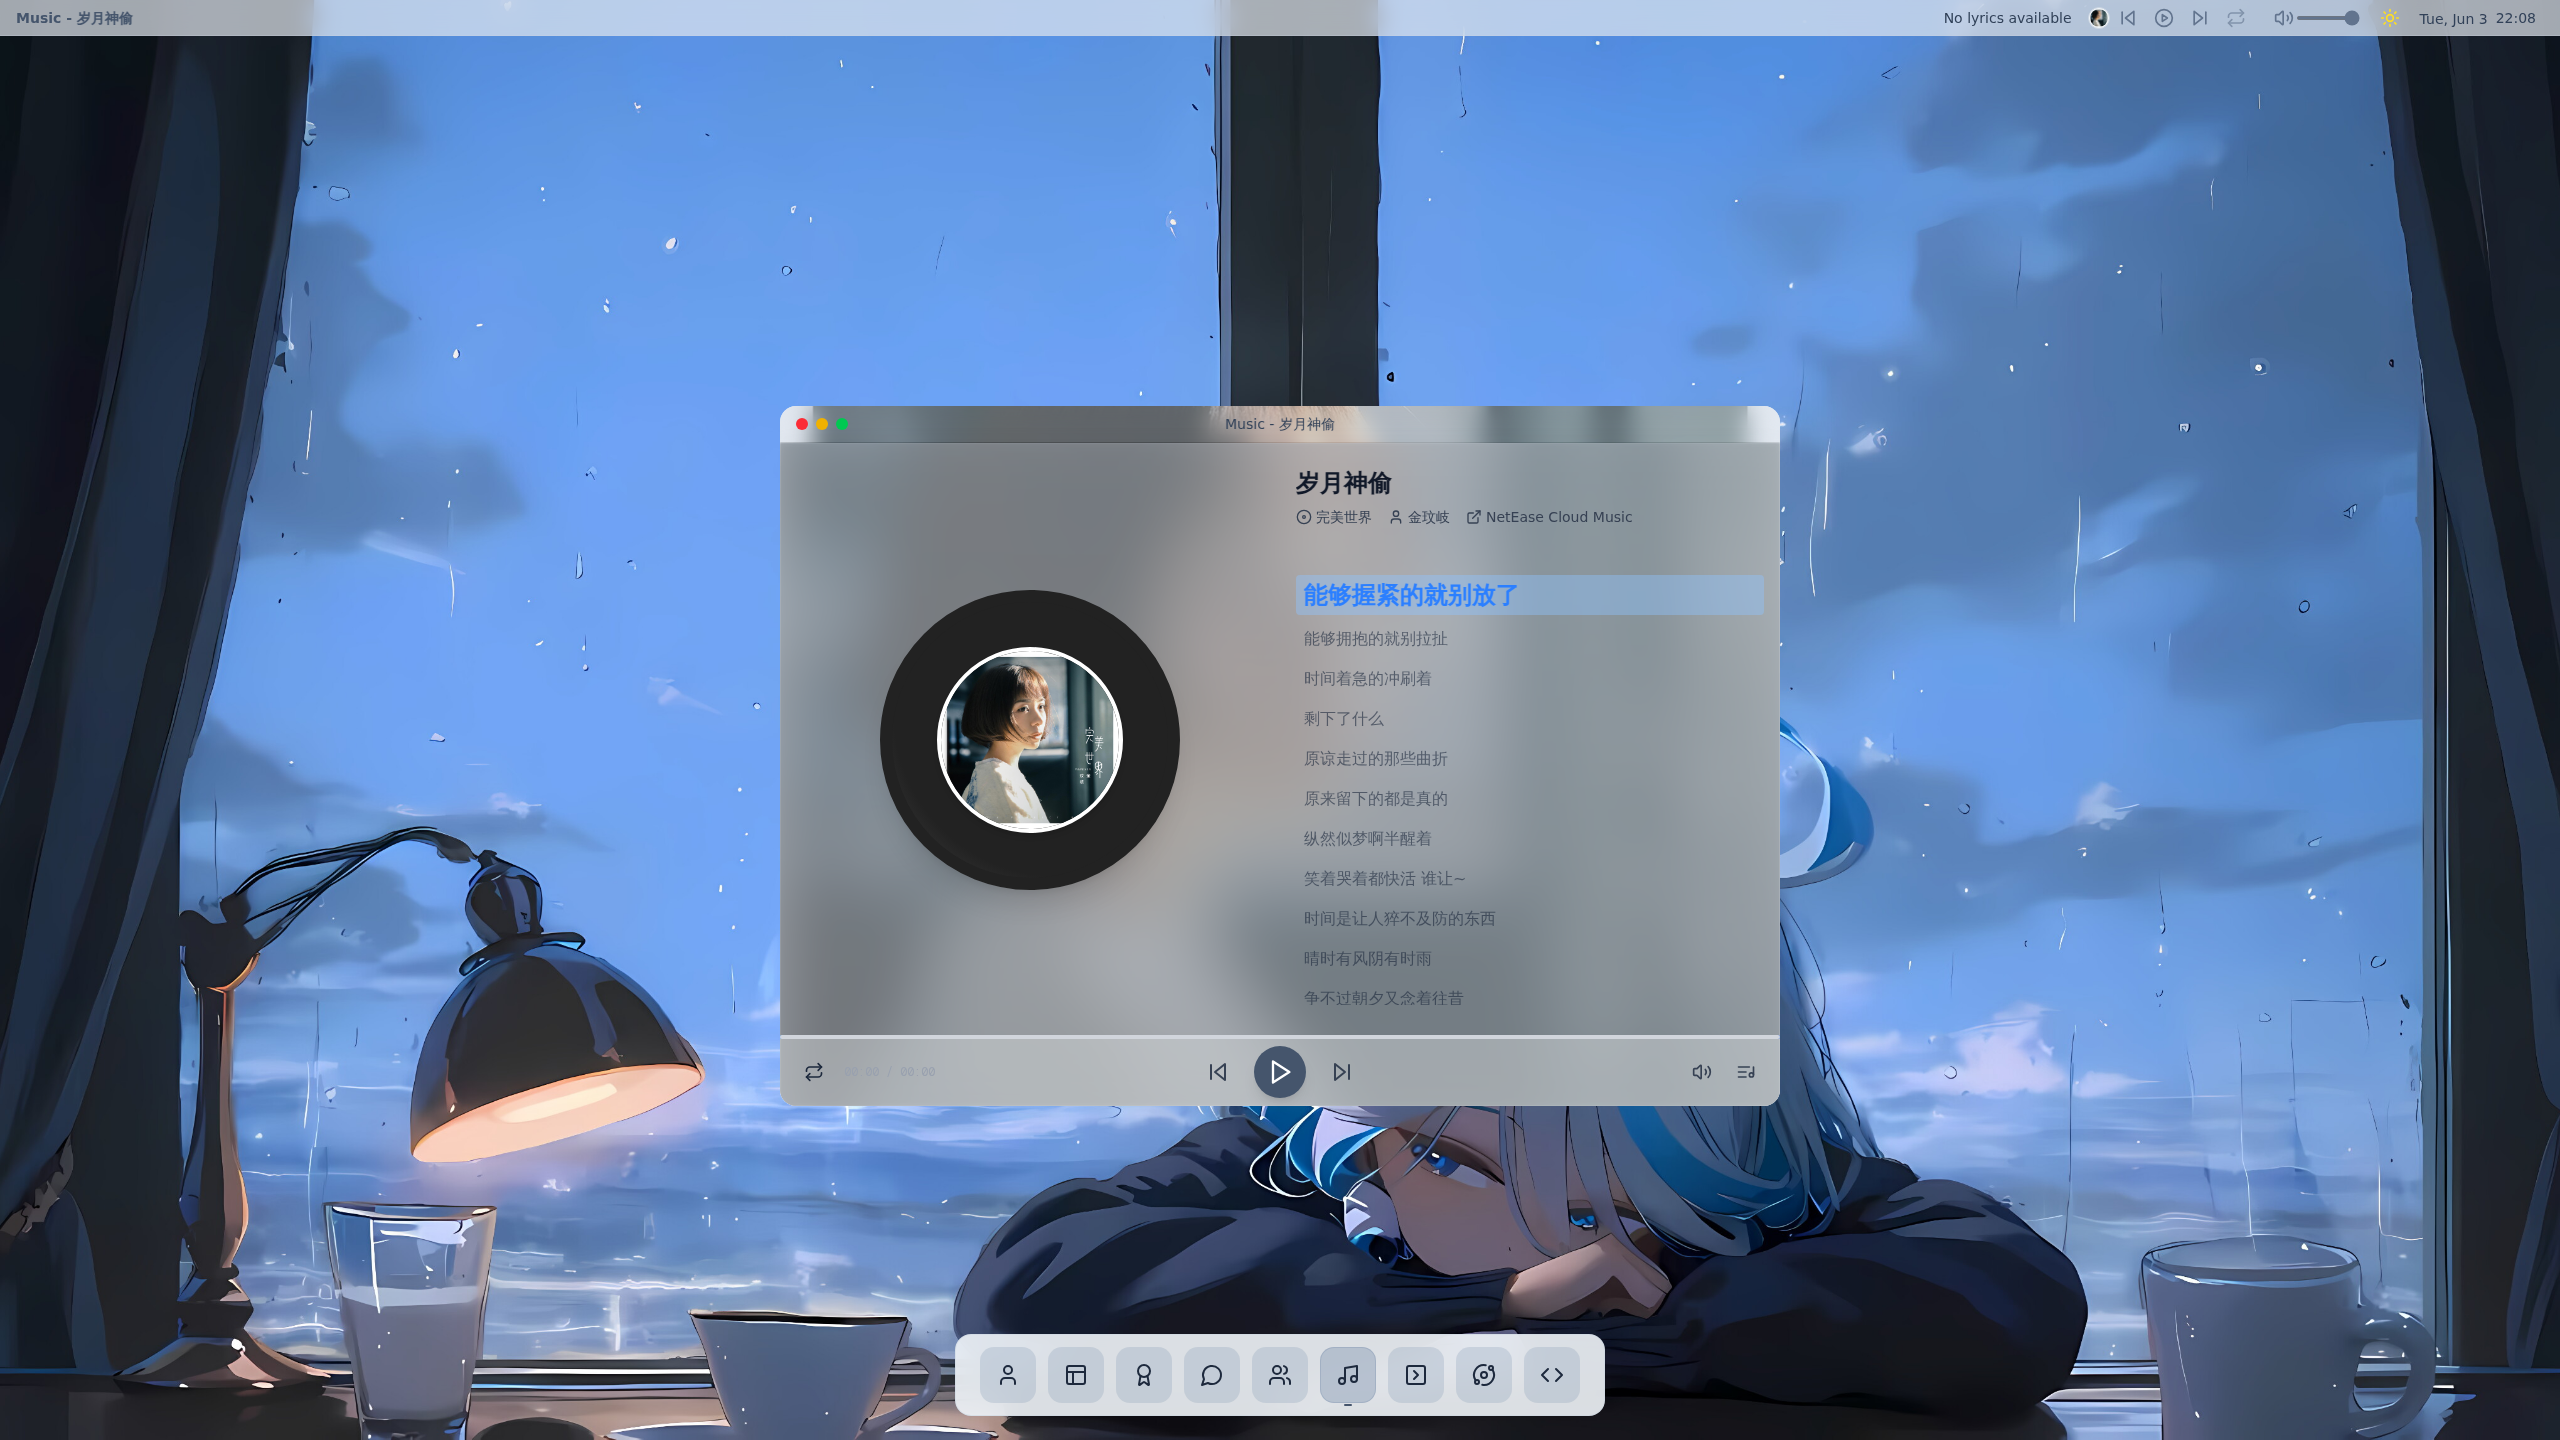 Music - 岁月神偷
No lyrics available
Tue, Jun 3 22:08
Music - 岁月神偷
岁月神偷
完美世界 金玟岐 NetEase Cloud Music
能够握紧的就别放了
能够拥抱的就别拉扯
时间着急的冲刷着
剩下了什么
原谅走过的那些曲折
原来留下的都是真的
纵然似梦啊半醒着
笑着哭着都快活 谁让~
时间是让人猝不及防的东西
晴时有风阴有时雨
争不过朝夕又念着往昔
完美世界
00:00 / 00:00